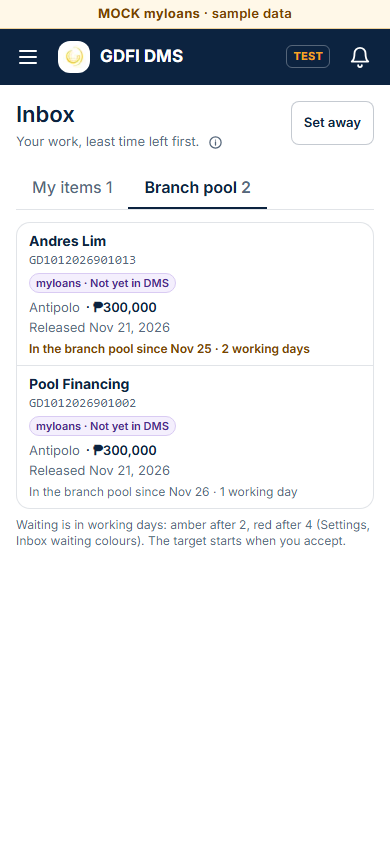 MOCK myloans · sample data
GDFI DMS
TEST
Inbox
Your work, least time left first.
Set away
My items 1
Branch pool 2
Andres Lim
GD1012026901013
myloans · Not yet in DMS
Antipolo · ₱300,000
Released Nov 21, 2026
In the branch pool since Nov 25 · 2 working days
Pool Financing
GD1012026901002
myloans · Not yet in DMS
Antipolo · ₱300,000
Released Nov 21, 2026
In the branch pool since Nov 26 · 1 working day
Waiting is in working days: amber after 2, red after 4 (Settings,
Inbox waiting colours). The target starts when you accept.